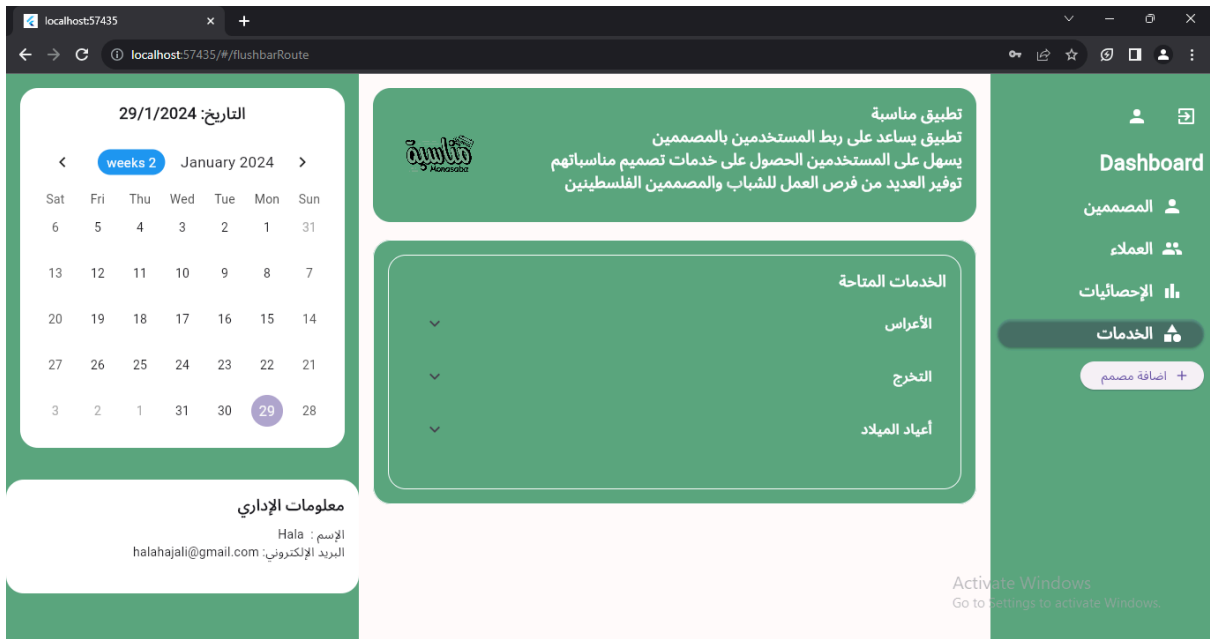 localhost:57435
localhost:57435/#/flushbarRoute
Dashboard
المصممين
العملاء
الإحصائيات
الخدمات
اضافة مصمم +
تطبيق مناسبة
تطبيق يساعد على ربط المستخدمين بالمصممين
يسهل على المستخدمين الحصول على خدمات تصميم مناسباتهم
توفير العديد من فرص العمل للشباب والمصممين الفلسطينين
مناسبة
Monasaba
الخدمات المتاحة
الأعراس
التخرج
أعياد الميلاد
التاريخ: 29/1/2024
weeks 2 January 2024
Sat Fri Thu Wed Tue Mon Sun
6 5 4 3 2 1 31
13 12 11 10 9 8 7
20 19 18 17 16 15 14
27 26 25 24 23 22 21
3 2 1 31 30 29 28
معلومات الإداري
الإسم : Hala
البريد الإلكتروني: halahajali@gmail.com
Activate Windows
Go to Settings to activate Windows.